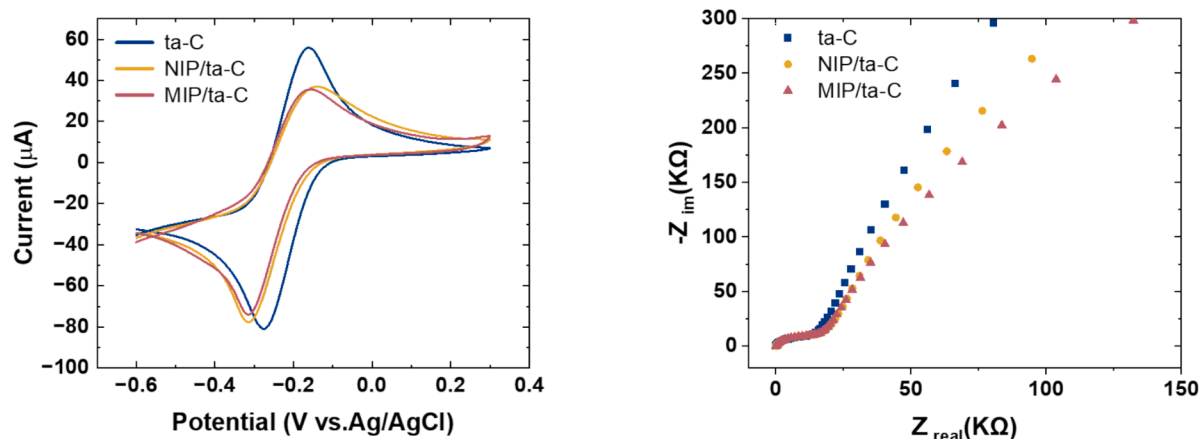 60
40
20
0
−20
−40
−60
−80
−100
Current (μA)
ta-C
NIP/ta-C
MIP/ta-C
−0.6 −0.4 −0.2 0.0 0.2 0.4
Potential (V vs.Ag/AgCl)
300
250
200
150
100
50
0
-Z im(KΩ)
ta-C
NIP/ta-C
MIP/ta-C
0 50 100 150
Z real(KΩ)